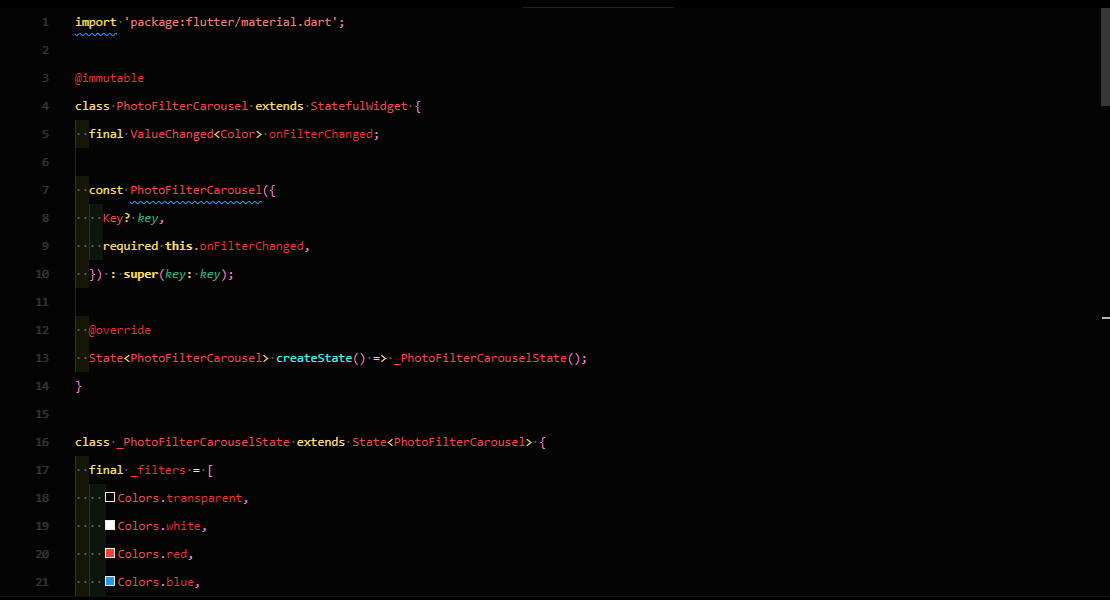 1 import 'package:flutter/material.dart';
2
3 @immutable
4 class PhotoFilterCarousel extends StatefulWidget {
5 final ValueChanged<Color> onFilterChanged;
6
7 const PhotoFilterCarousel({
8 Key? key,
9 required this.onFilterChanged,
10 }) : super(key: key);
11
12 @override
13 State<PhotoFilterCarousel> createState() => _PhotoFilterCarouselState();
14 }
15
16 class _PhotoFilterCarouselState extends State<PhotoFilterCarousel> {
17 final _filters = [
18 Colors.transparent,
19 Colors.white,
20 Colors.red,
21 Colors.blue,